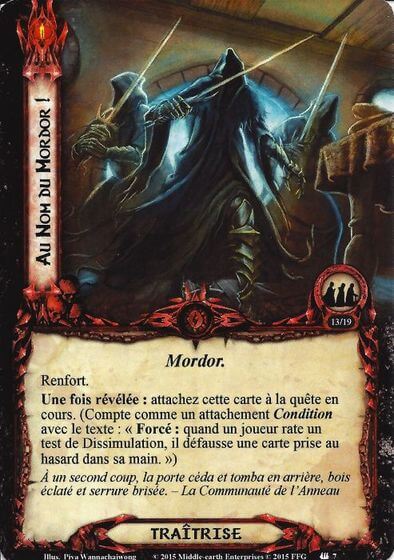 AU NOM DU MORDOR !
13/19
Mordor.
Renfort.
Une fois révélée : attachez cette carte à la quête en
cours. (Compte comme un attachement Condition
avec le texte : « Forcé : quand un joueur rate un
test de Dissimulation, il défausse une carte prise au
hasard dans sa main. »)
À un second coup, la porte céda et tomba en arrière, bois
éclaté et serrure brisée. – La Communauté de l'Anneau
TRAÎTRISE
Illus. Piya Wannachaiwong © 2015 Middle-earth Enterprises © 2015 FFG 7